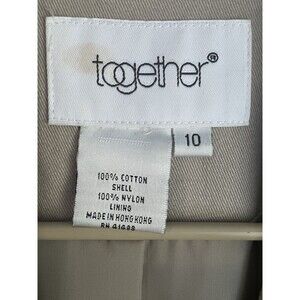 together®
10
100% COTTON
SHELL
100% NYLON
LINING
MADE IN HONG KONG